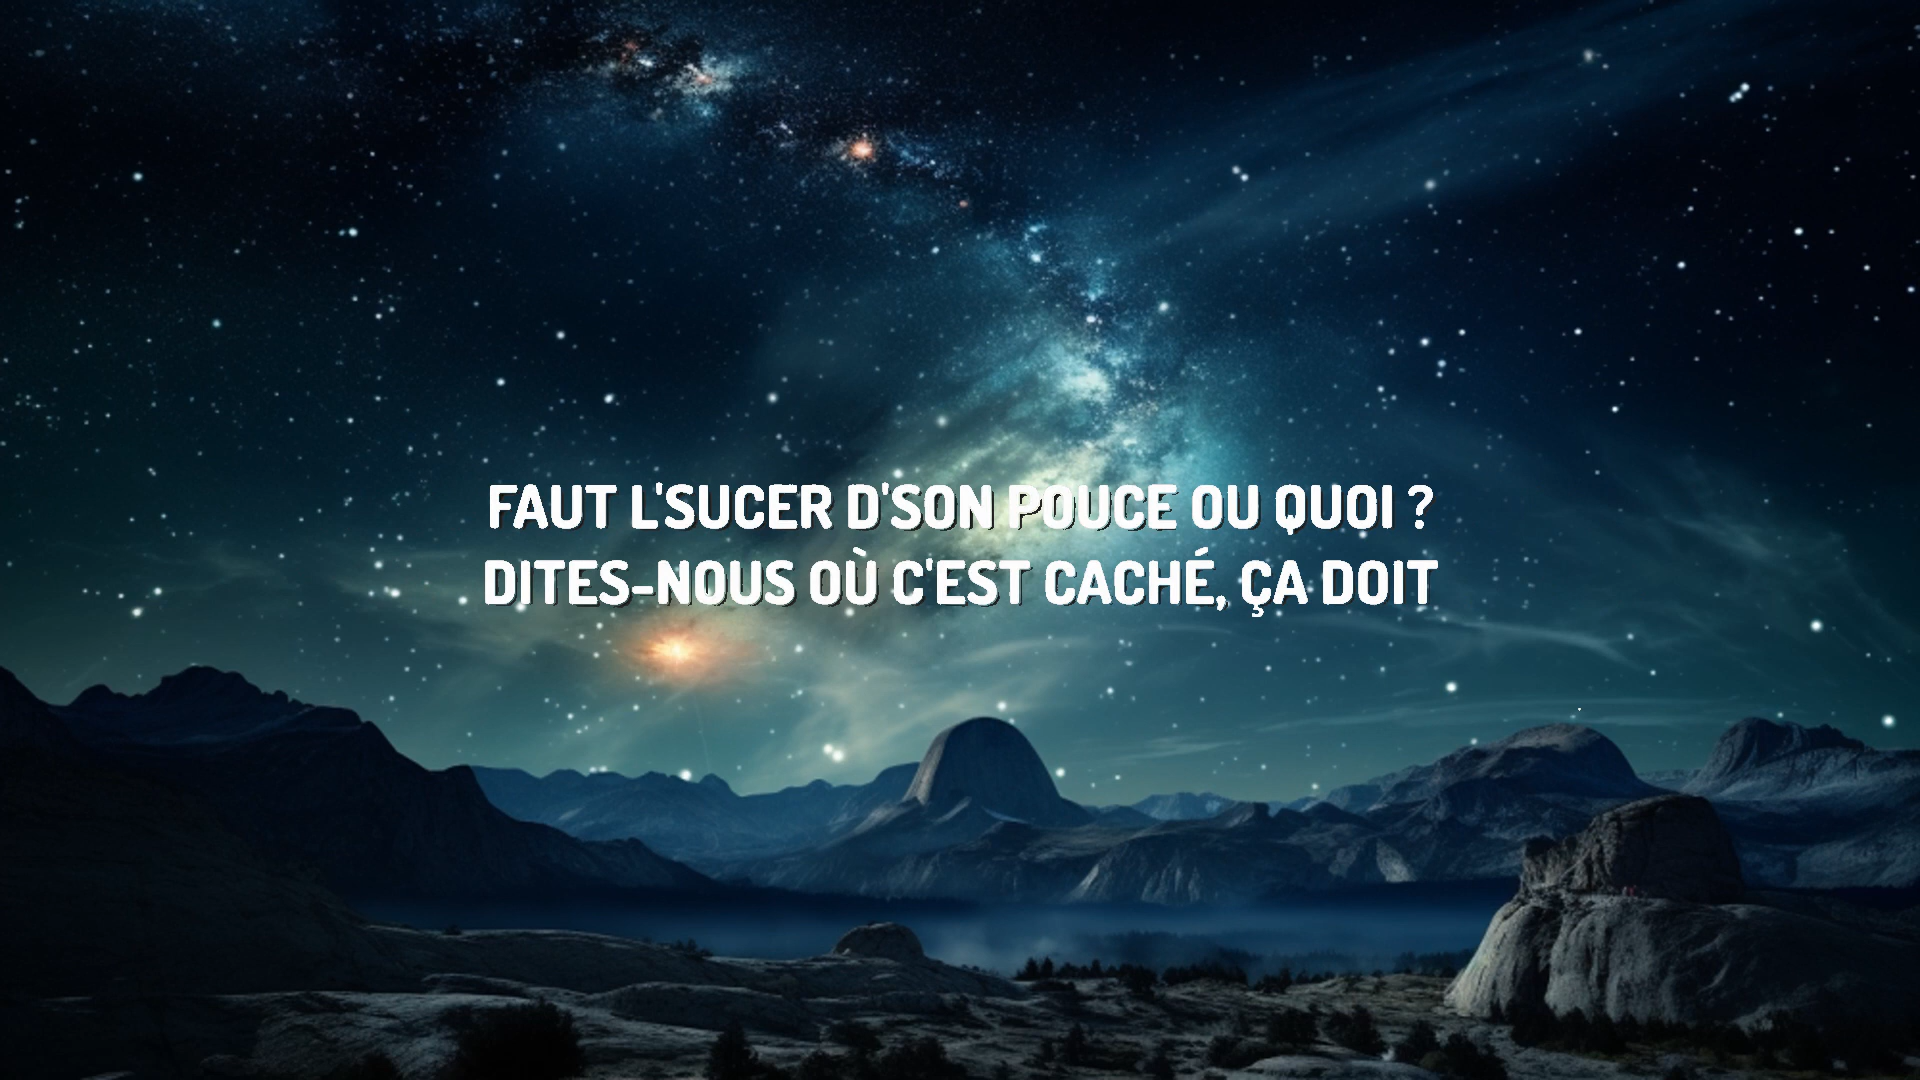 FAUT L'SUCER D'SON POUCE OU QUOI ?
DITES-NOUS OÙ C'EST CACHÉ, ÇA DOIT